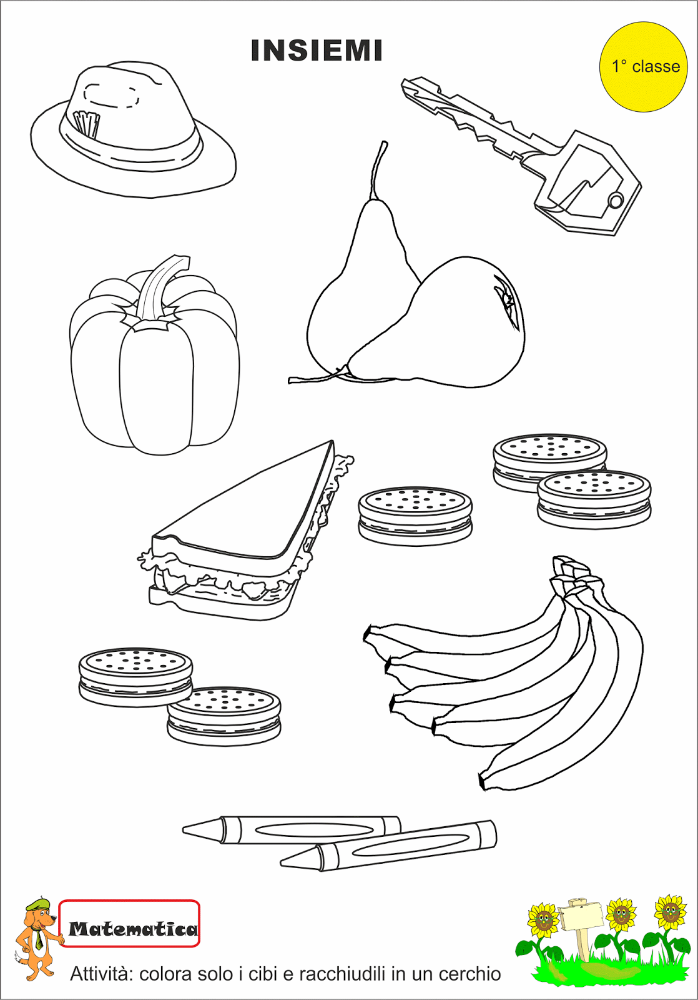 INSIEMI
1° classe
Matematica
Attività: colora solo i cibi e racchiudili in un cerchio